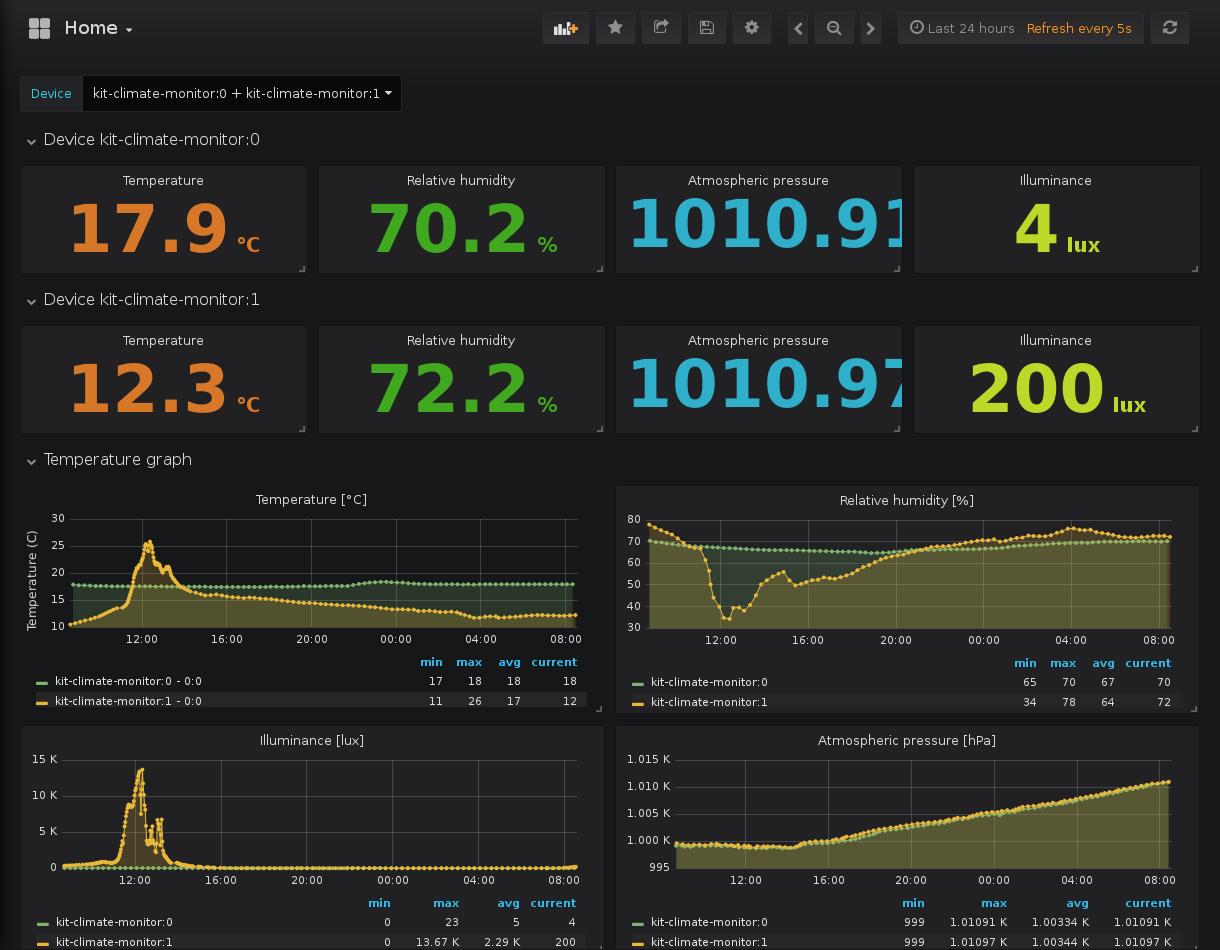 Home
Last 24 hours Refresh every 5s
Device kit-climate-monitor:0 + kit-climate-monitor:1
Device kit-climate-monitor:0
Temperature Relative humidity Atmospheric pressure Illuminance
17.9 °C 70.2 % 1010.91 4 lux
Device kit-climate-monitor:1
Temperature Relative humidity Atmospheric pressure Illuminance
12.3 °C 72.2 % 1010.97 200 lux
Temperature graph
Temperature [°C]
Temperature (C)
30
25
20
15
10
12:00 16:00 20:00 00:00 04:00 08:00
min max avg current
kit-climate-monitor:0 - 0:0 17 18 18 18
kit-climate-monitor:1 - 0:0 11 26 17 12
Relative humidity [%]
80
70
60
50
40
30
12:00 16:00 20:00 00:00 04:00 08:00
min max avg current
kit-climate-monitor:0 65 70 67 70
kit-climate-monitor:1 34 78 64 72
Illuminance [lux]
15 K
10 K
5 K
0
12:00 16:00 20:00 00:00 04:00 08:00
min max avg current
kit-climate-monitor:0 0 23 5 4
kit-climate-monitor:1 0 13.67 K 2.29 K 200
Atmospheric pressure [hPa]
1.015 K
1.010 K
1.005 K
1.000 K
995
12:00 16:00 20:00 00:00 04:00 08:00
min max avg current
kit-climate-monitor:0 999 1.01091 K 1.00334 K 1.01091 K
kit-climate-monitor:1 999 1.01097 K 1.00344 K 1.01097 K